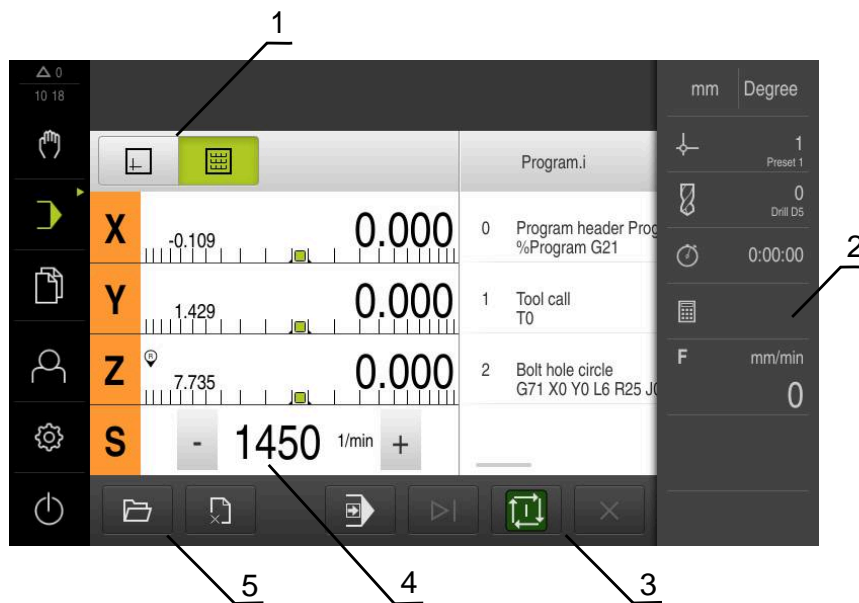 1
0
10 18
mm Degree
1
Preset 1
Program.i
X -0.109 0.000
0 Program header Prog
%Program G21
0
Drill D5
0:00:00
2
Y 1.429 0.000
1 Tool call
T0
Z R 7.735 0.000
2 Bolt hole circle
G71 X0 Y0 L6 R25 J
F mm/min
0
S - 1450 1/min +
5 4 3